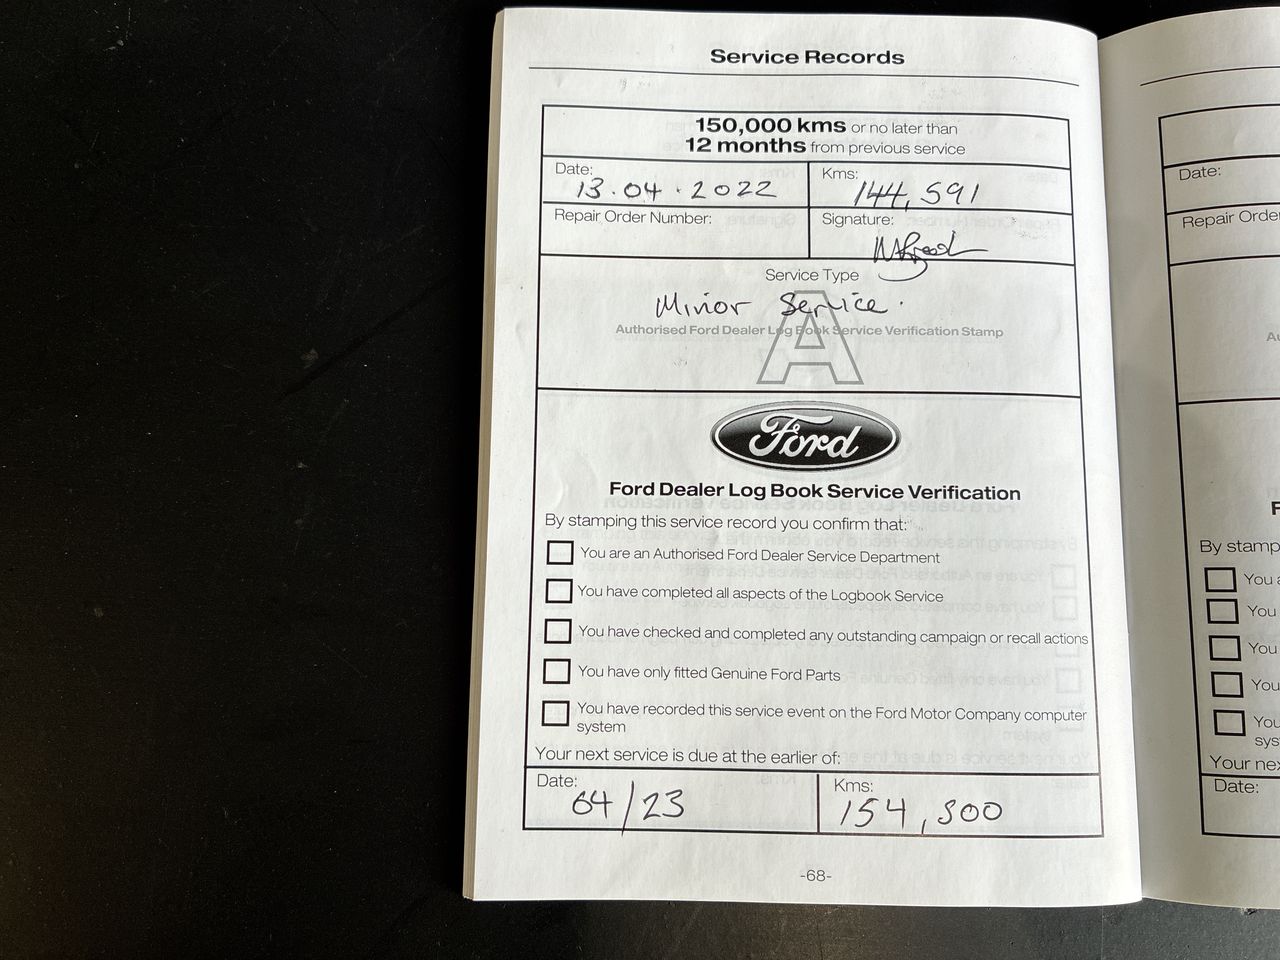 Service Records
150,000 kms or no later than
12 months from previous service
Date: 13.04.2022
Kms: 144,591
Repair Order Number:
Signature:
Service Type
Minor Service.
Authorised Ford Dealer Log Book Service Verification Stamp
A
Ford
Ford Dealer Log Book Service Verification
By stamping this service record you confirm that:
You are an Authorised Ford Dealer Service Department
You have completed all aspects of the Logbook Service
You have checked and completed any outstanding campaign or recall actions
You have only fitted Genuine Ford Parts
You have recorded this service event on the Ford Motor Company computer
system
Your next service is due at the earlier of:
Date: 04/23
Kms: 154,500
-68-
Date:
Repair Order
By stamp
You
You
You
You
You
sys
Your nex
Date: